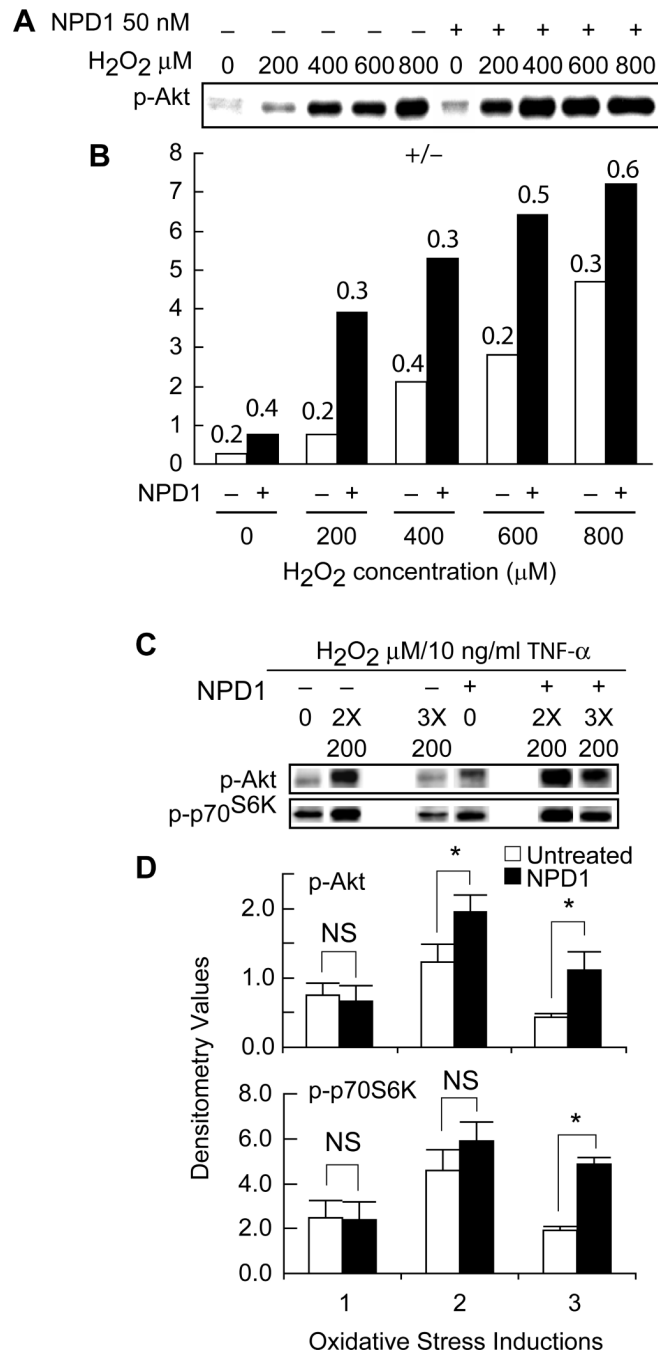 A
NPD1 50 nM – – – – – + + + + +
H2O2 μM 0 200 400 600 800 0 200 400 600 800
p-Akt
B
+/–
8
7
6
5
4
3
2
1
0
0.2 0.4 0.2 0.3 0.4 0.3 0.2 0.5 0.3 0.6
NPD1 – + – + – + – + – +
0 200 400 600 800
H2O2 concentration (μM)
C
H2O2 μM/10 ng/ml TNF-α
NPD1 – – – + + +
0 2X 3X 0 2X 3X
200 200 200 200
p-Akt
p-p70S6K
D
Untreated
NPD1
p-Akt
2.0
1.0
0.0
NS * *
p-p70S6K
8.0
6.0
4.0
2.0
0.0
NS NS *
Densitometry Values
1 2 3
Oxidative Stress Inductions